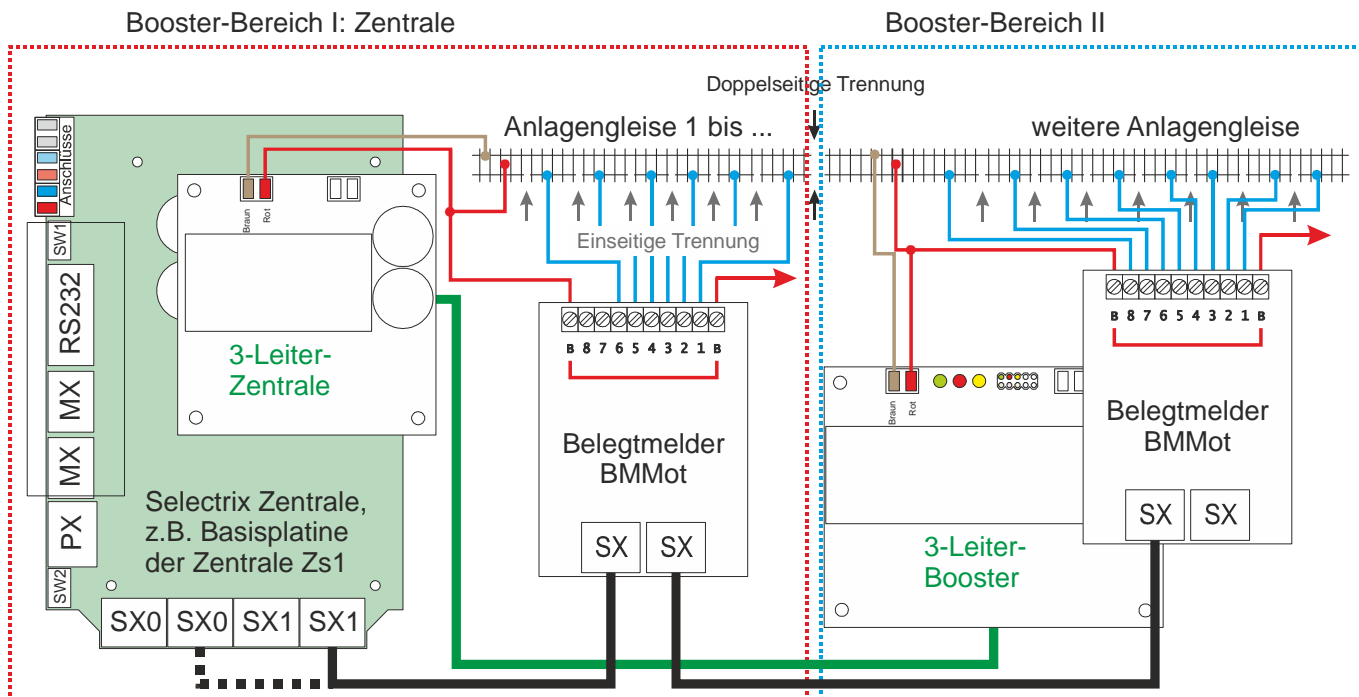 Booster-Bereich I: Zentrale
Booster-Bereich II
Doppelseitige Trennung
Anlagengleise 1 bis ...
weitere Anlagengleise
Anschlüsse
Braun
Rot
Einseitige Trennung
SW1
RS232
MX
MX
PX
SW2
3-Leiter-
Zentrale
B 8 7 6 5 4 3 2 1 B
B 8 7 6 5 4 3 2 1 B
Braun
Rot
Belegtmelder
BMMot
Belegtmelder
BMMot
Selectrix Zentrale,
z.B. Basisplatine
der Zentrale Zs1
SX
SX
SX
SX
3-Leiter-
Booster
SX0
SX0
SX1
SX1